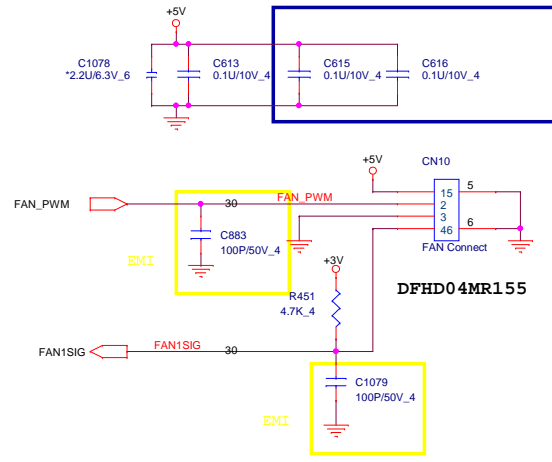 +5V
C1078
*2.2U/6.3V_6
C613
0.1U/10V_4
C615
0.1U/10V_4
C616
0.1U/10V_4
+5V
CN10
FAN_PWM
30
FAN_PWM
15
2
3
46
5
6
FAN Connect
C883
100P/50V_4
EMI
+3V
DFHD04MR155
R451
4.7K_4
FAN1SIG
FAN1SIG
30
C1079
100P/50V_4
EMI